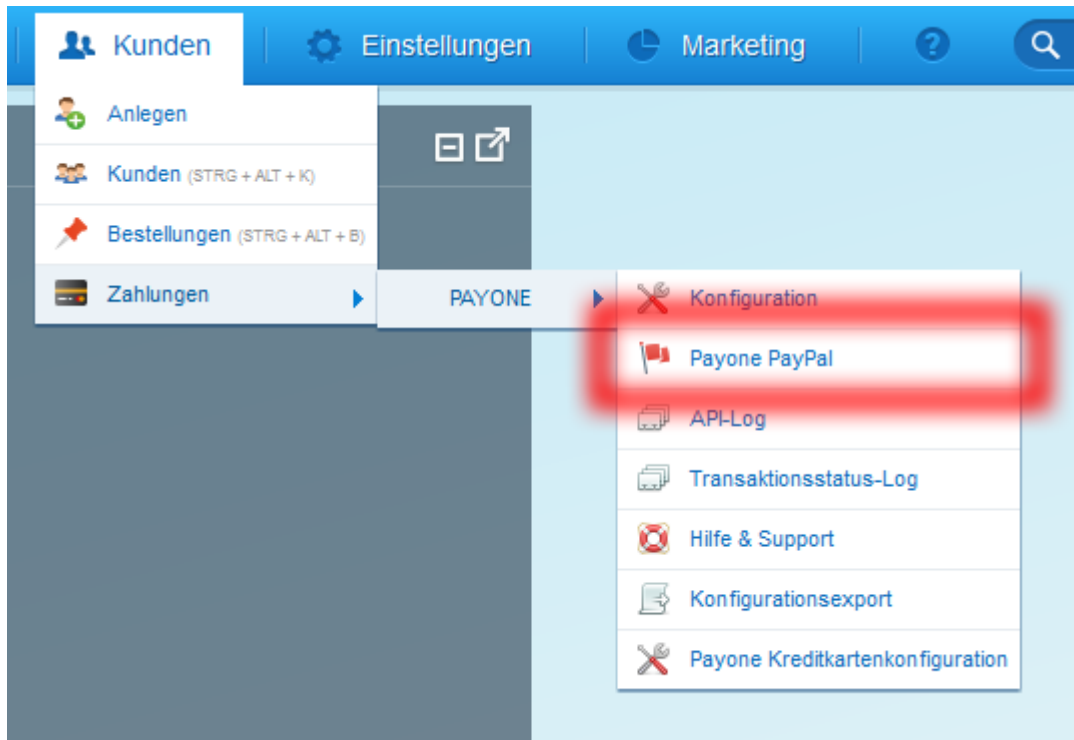 Kunden
Einstellungen
Marketing
?
Anlegen
Kunden (STRG + ALT + K)
Bestellungen (STRG + ALT + B)
Zahlungen
PAYONE
Konfiguration
Payone PayPal
API-Log
Transaktionsstatus-Log
Hilfe & Support
Konfigurationsexport
Payone Kreditkartenkonfiguration